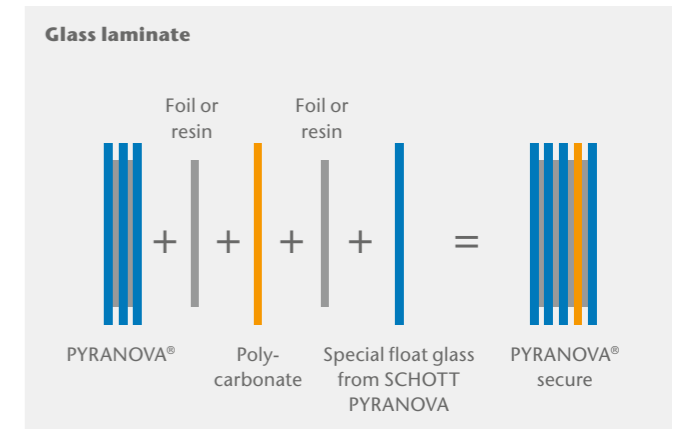 Glass laminate
Foil or
resin
Foil or
resin
+ + + + =
PYRANOVA®
Poly-
carbonate
Special float glass
from SCHOTT
PYRANOVA
PYRANOVA®
secure